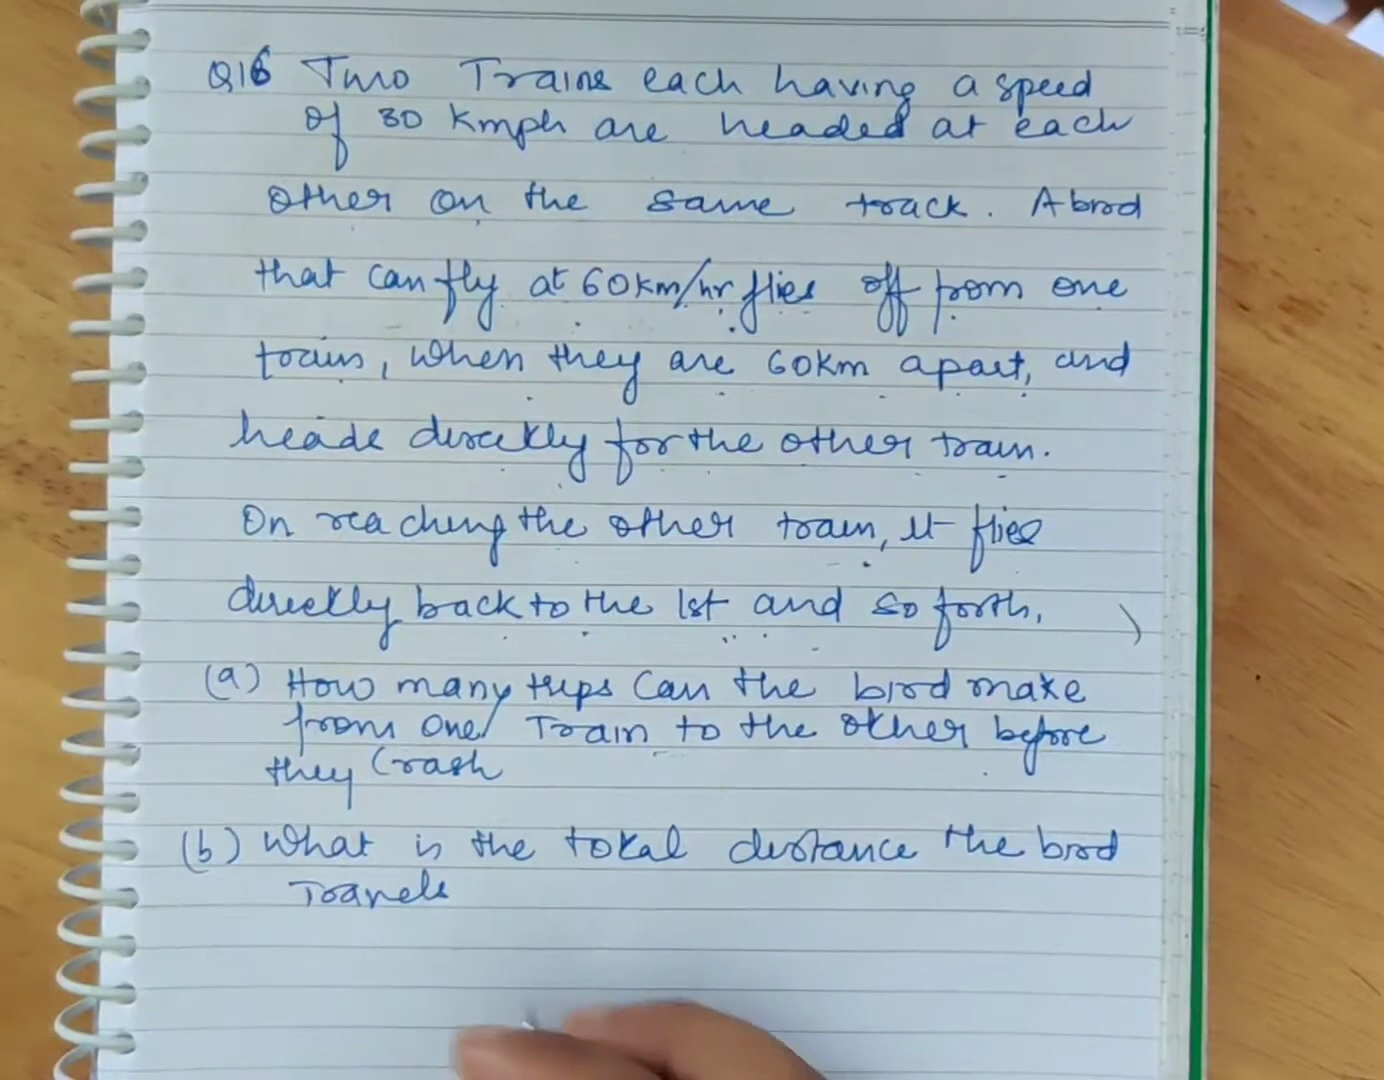 Q16 Two Trains each having a speed
of 30 Kmph are headed at each
other on the same track. A bird
that can fly at 60km/hr flies off from one
train, when they are 60km apart, and
heads directly for the other train.
On reaching the other train, it flies
directly back to the 1st and so forth.
(a) How many trips can the bird make
from one Train to the other before
they Crash
(b) What is the total distance the bird
Travels